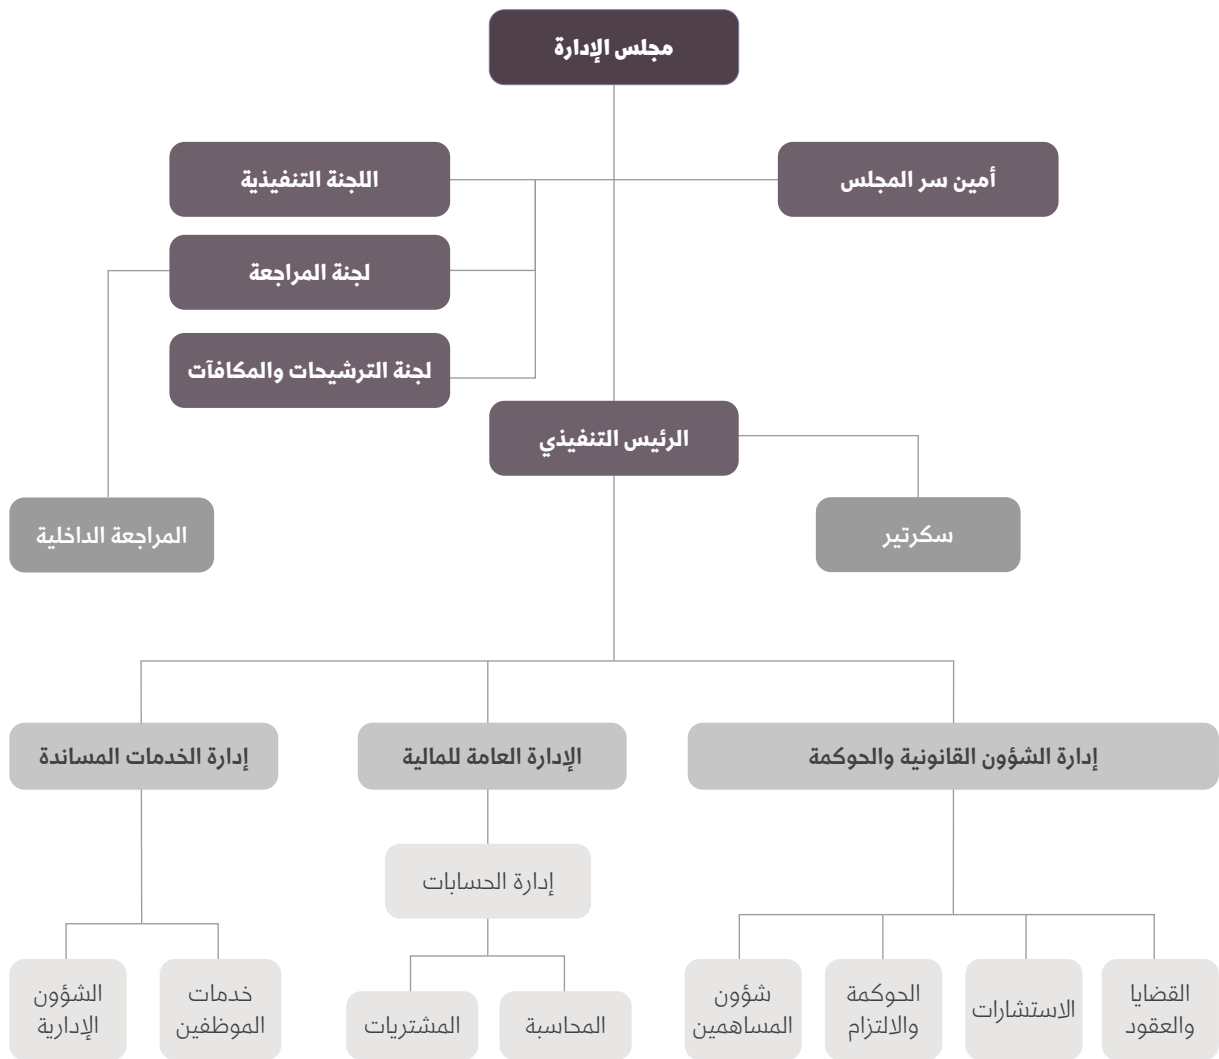 مجلس الإدارة
أمين سر المجلس
اللجنة التنفيذية
لجنة المراجعة
لجنة الترشيحات والمكافآت
الرئيس التنفيذي
سكرتير
المراجعة الداخلية
إدارة الشؤون القانونية والحوكمة
الإدارة العامة للمالية
إدارة الخدمات المساندة
إدارة الحسابات
القضايا
والعقود
الاستشارات
الحوكمة
والالتزام
شؤون
المساهمين
المحاسبة
المشتريات
خدمات
الموظفين
الشؤون
الإدارية